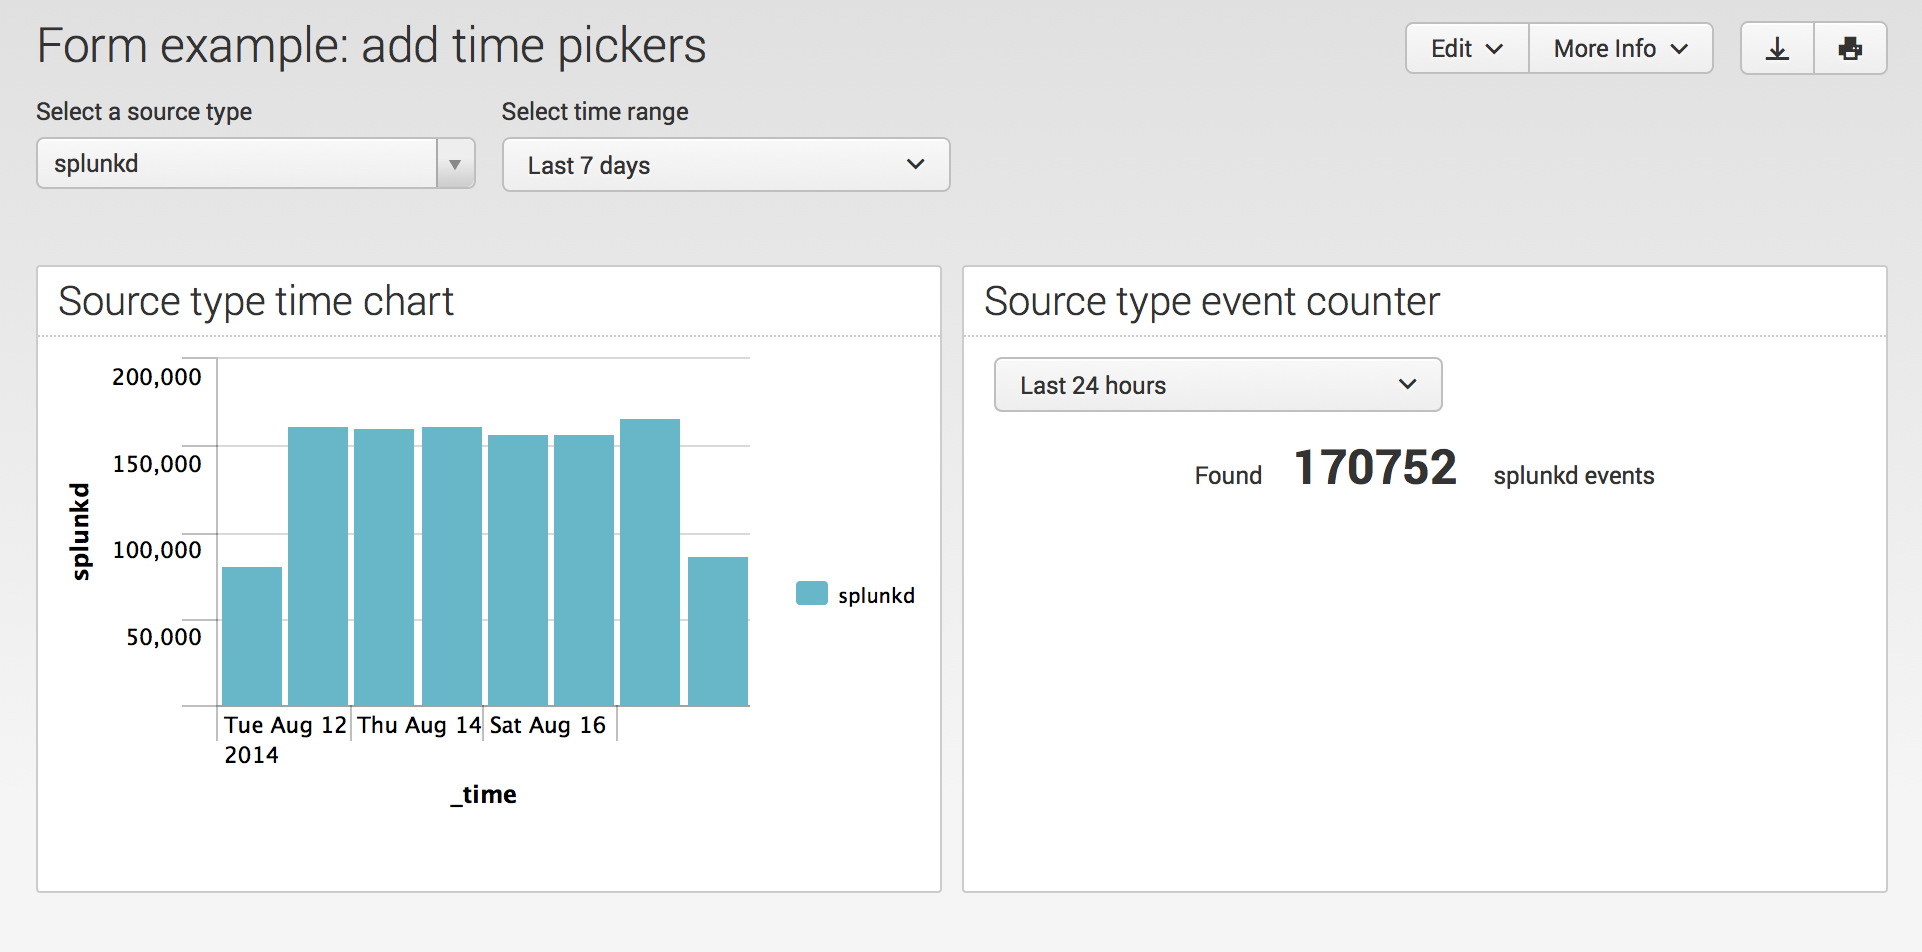 Form example: add time pickers
Edit
More Info
Select a source type
Select time range
splunkd
Last 7 days
Source type time chart
200,000
150,000
100,000
50,000
splunkd
Tue Aug 12 Thu Aug 14 Sat Aug 16
2014
_time
splunkd
Source type event counter
Last 24 hours
Found 170752 splunkd events